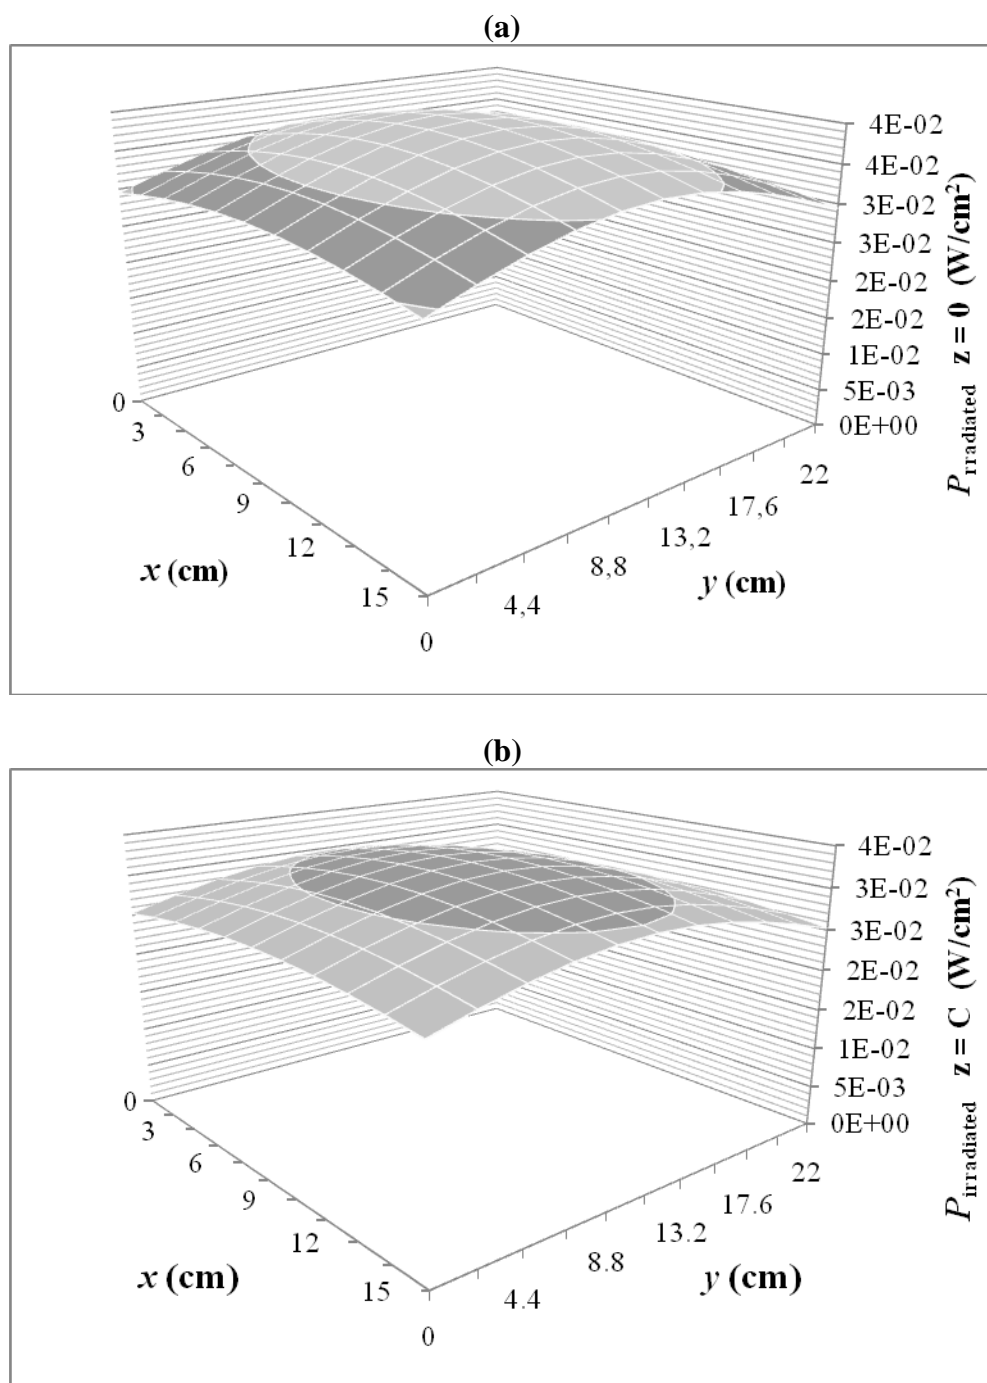 (a)
4E-02
4E-02
3E-02
3E-02
2E-02
2E-02
1E-02
5E-03
0E+00
P_rradiated z = 0 (W/cm²)
0
3
6
9
12
15
x (cm)
0
4,4
8,8
13,2
17,6
22
y (cm)
(b)
4E-02
3E-02
3E-02
2E-02
2E-02
1E-02
5E-03
0E+00
P_irradiated z = C (W/cm²)
0
3
6
9
12
15
x (cm)
0
4.4
8.8
13.2
17.6
22
y (cm)